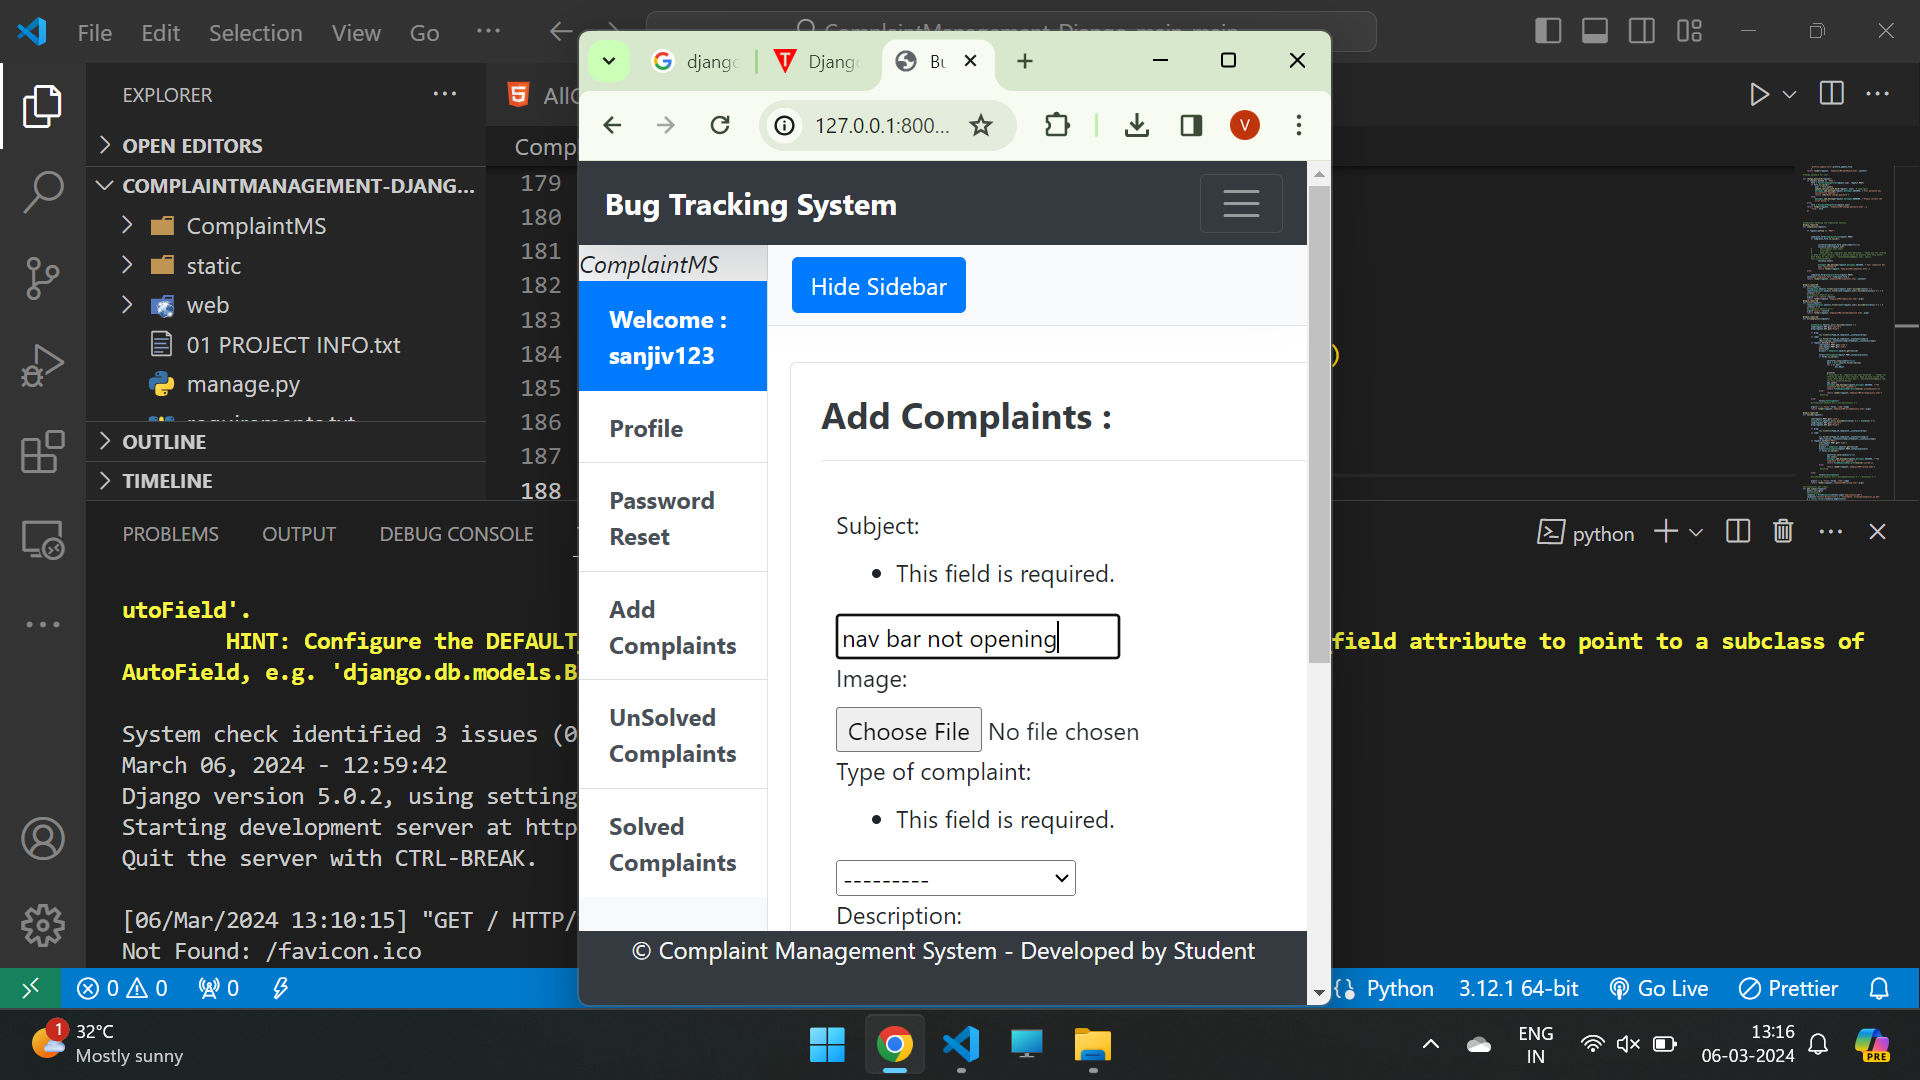 File Edit Selection View Go ...
EXPLORER
OPEN EDITORS
COMPLAINTMANAGEMENT-DJANG...
ComplaintMS
static
web
01 PROJECT INFO.txt
manage.py
requirements.txt
OUTLINE
TIMELINE
Comp
179
180
181
182
183
184
185
186
187
188
)
djang
Django
127.0.0.1:800...
V
Bug Tracking System
ComplaintMS
Hide Sidebar
Welcome :
sanjiv123
Profile
Password
Reset
Add
Complaints
UnSolved
Complaints
Solved
Complaints
Add Complaints :
Subject:
• This field is required.
nav bar not opening
Image:
Choose File No file chosen
Type of complaint:
• This field is required.
---------
Description:
© Complaint Management System - Developed by Student
PROBLEMS OUTPUT DEBUG CONSOLE
python
utoField'.
HINT: Configure the DEFAULT_
field attribute to point to a subclass of
AutoField, e.g. 'django.db.models.B
System check identified 3 issues (0
March 06, 2024 - 12:59:42
Django version 5.0.2, using setting
Starting development server at http
Quit the server with CTRL-BREAK.
[06/Mar/2024 13:10:15] "GET / HTTP/
Not Found: /favicon.ico
0 0 0
Python 3.12.1 64-bit Go Live Prettier
1
32°C
Mostly sunny
ENG
IN
13:16
06-03-2024
PRE